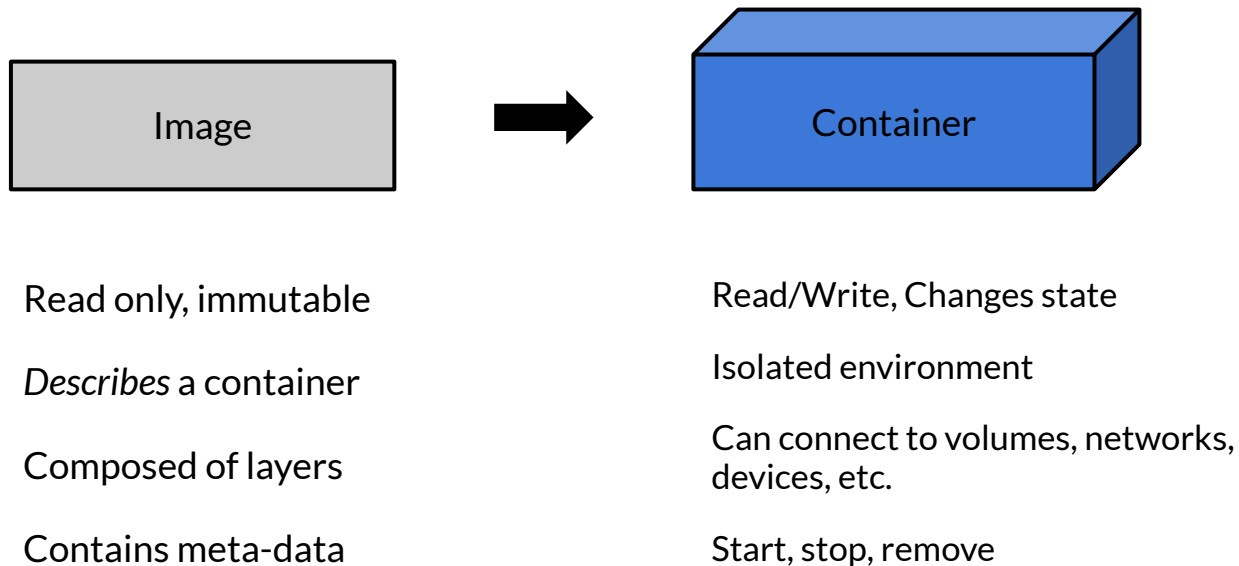 Image
Container
Read only, immutable
Describes a container
Composed of layers
Contains meta-data
Read/Write, Changes state
Isolated environment
Can connect to volumes, networks,
devices, etc.
Start, stop, remove